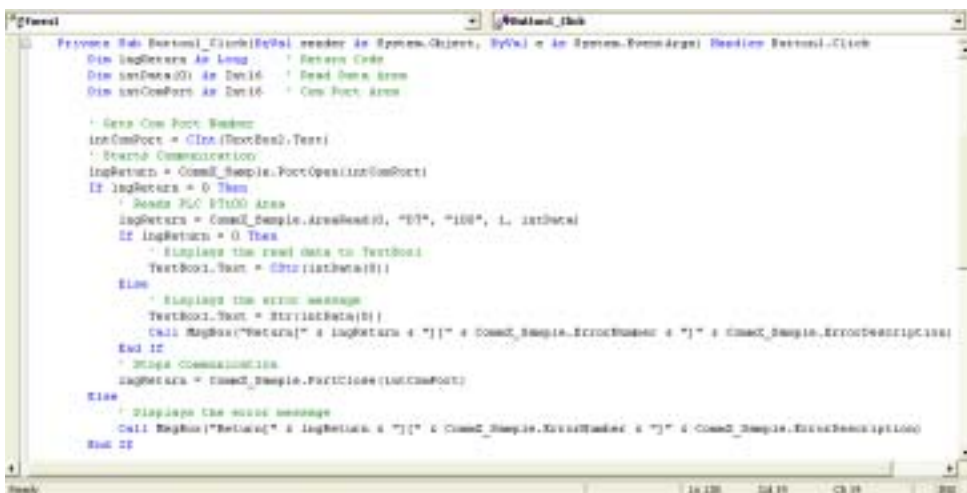 Form1
Button1_Click
Private Sub Button1_Click(ByVal sender As System.Object, ByVal e As System.EventArgs) Handles Button1.Click
Dim lngReturn As Long ' Return Code
Dim intData(0) As Int16 ' Read Data Area
Dim intComPort As Int16 ' Com Port Area
' Gets Com Port Number
intComPort = CInt(TextBox2.Text)
' Starts Communication
lngReturn = CommZ_Sample.PortOpen(intComPort)
If lngReturn = 0 Then
' Reads PLC DT100 Area
lngReturn = CommZ_Sample.AreaRead(0, "DT", "100", 1, intData)
If lngReturn = 0 Then
' Displays the read data to TextBox1
TextBox1.Text = CStr(intData(0))
Else
' Displays the error message
TextBox1.Text = Str(intData(0))
Call MsgBox("Return[" & lngReturn & "][" & CommZ_Sample.ErrorNumber & "]" & CommZ_Sample.ErrorDescription)
End If
' Stops Communication
lngReturn = CommZ_Sample.PortClose(intComPort)
Else
' Displays the error message
Call MsgBox("Return[" & lngReturn & "][" & CommZ_Sample.ErrorNumber & "]" & CommZ_Sample.ErrorDescription)
End If
Ready